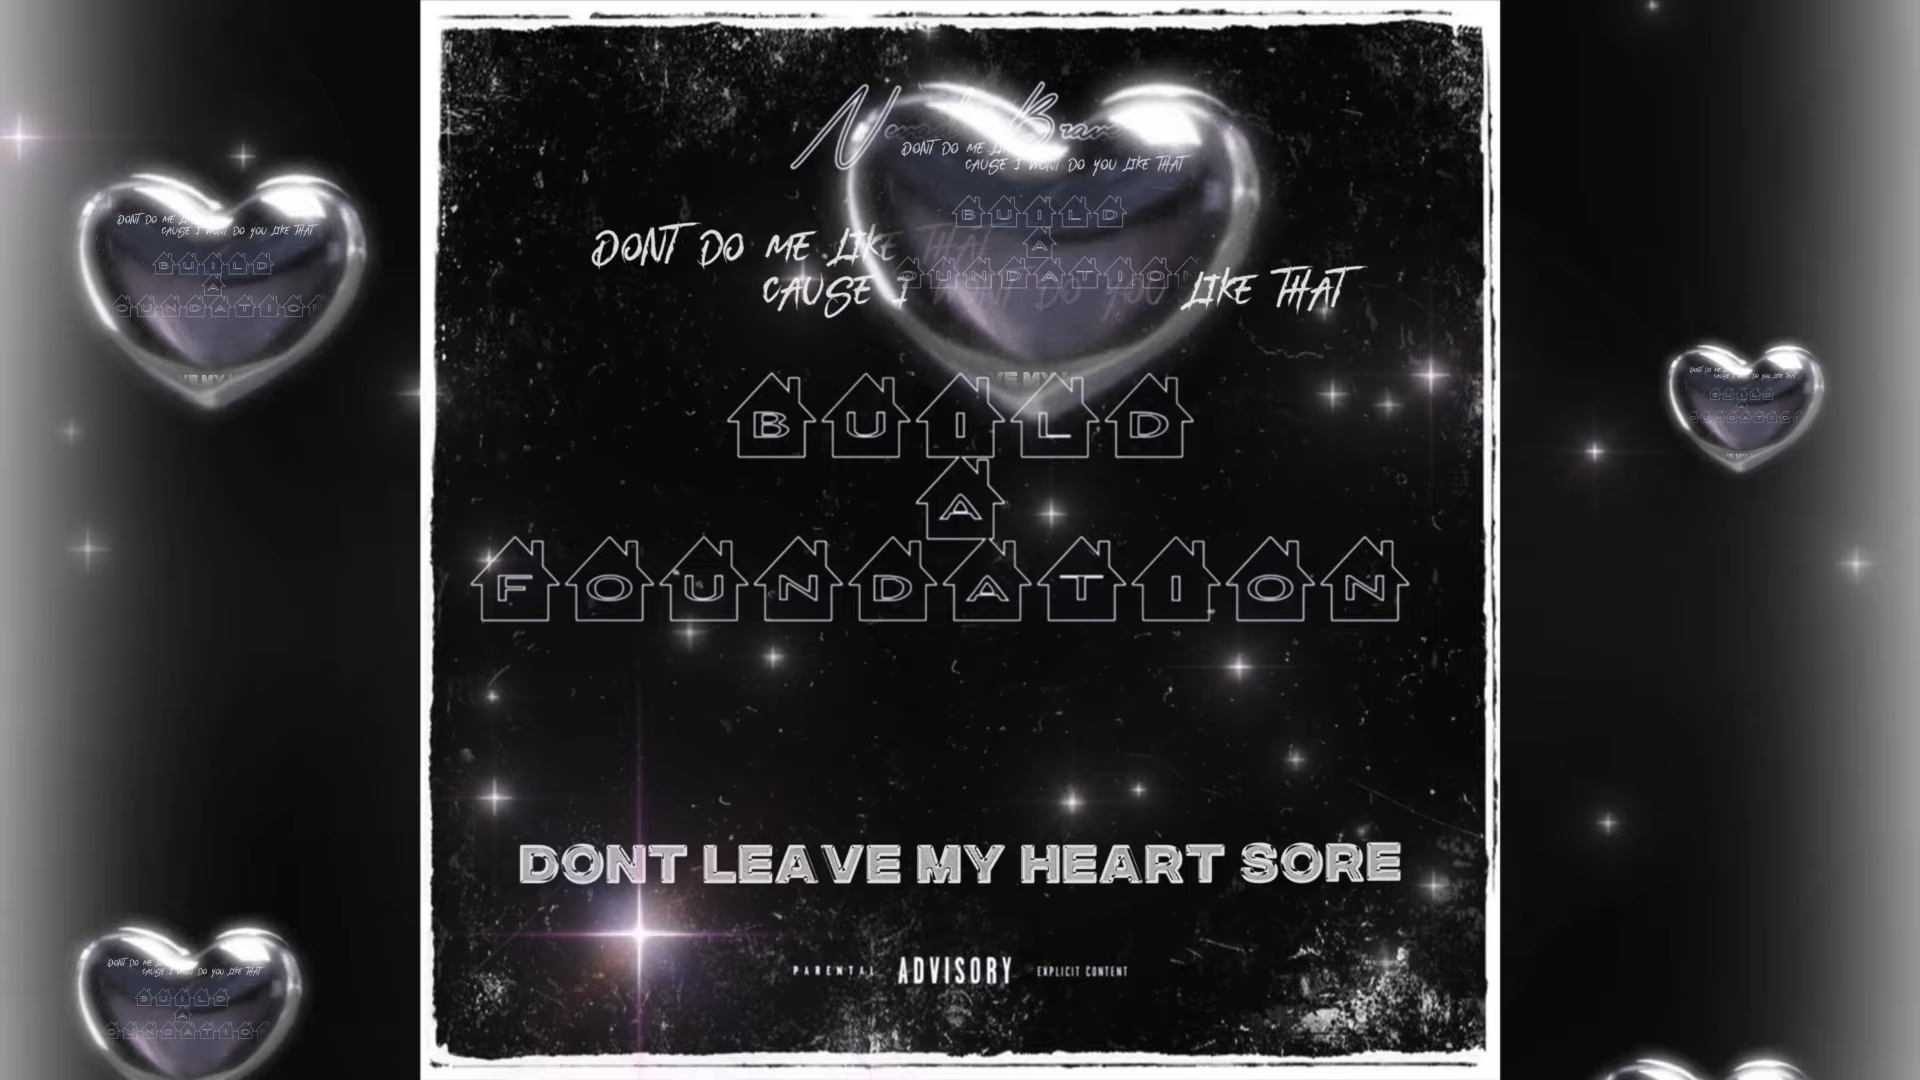 DONT DO ME LIKE THAT
CAUSE I WONT DO YOU LIKE THAT
BUILD
A
FOUNDATION
DONT LEAVE MY HEART SORE
PARENTAL ADVISORY EXPLICIT CONTENT